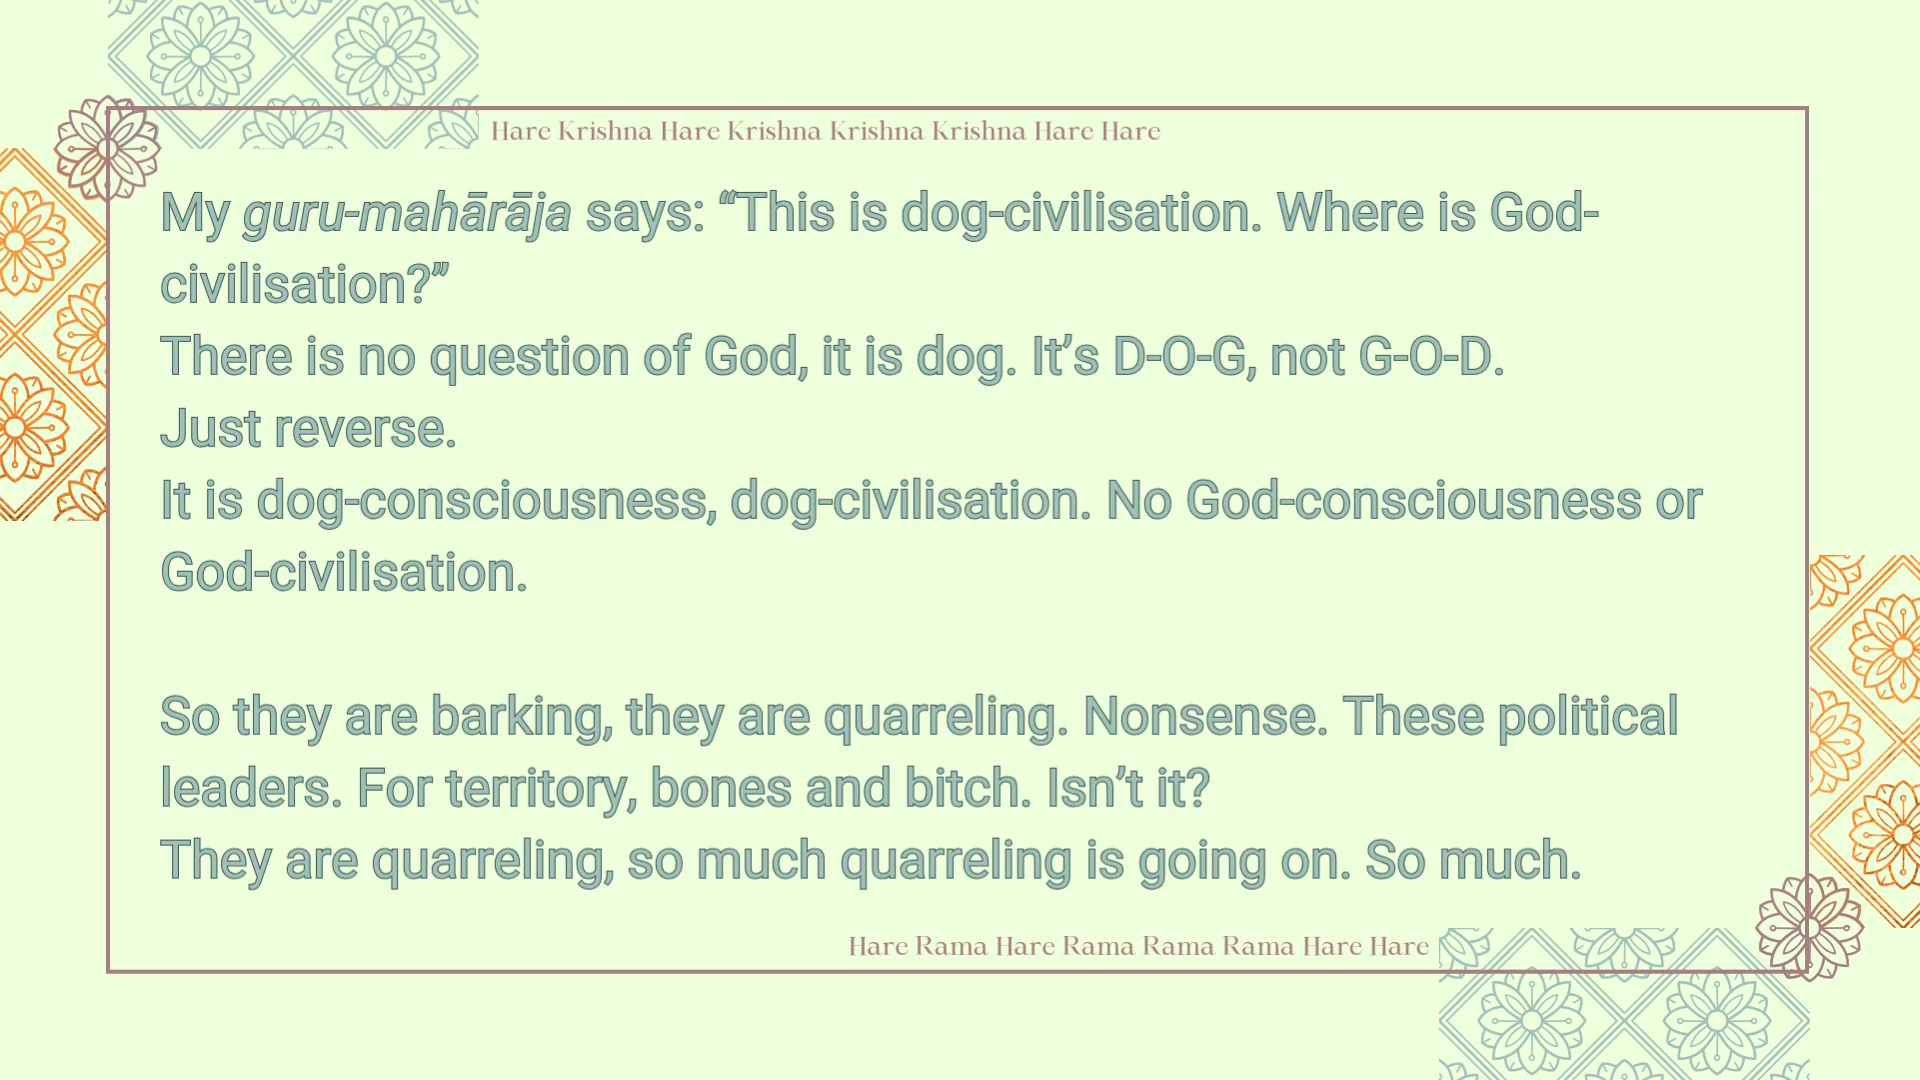 Hare Krishna Hare Krishna Krishna Krishna Hare Hare
My guru-mahārāja says: “This is dog-civilisation. Where is God-
civilisation?”
There is no question of God, it is dog. It’s D-O-G, not G-O-D.
Just reverse.
It is dog-consciousness, dog-civilisation. No God-consciousness or
God-civilisation.
So they are barking, they are quarreling. Nonsense. These political
leaders. For territory, bones and bitch. Isn’t it?
They are quarreling, so much quarreling is going on. So much.
Hare Rama Hare Rama Rama Rama Hare Hare